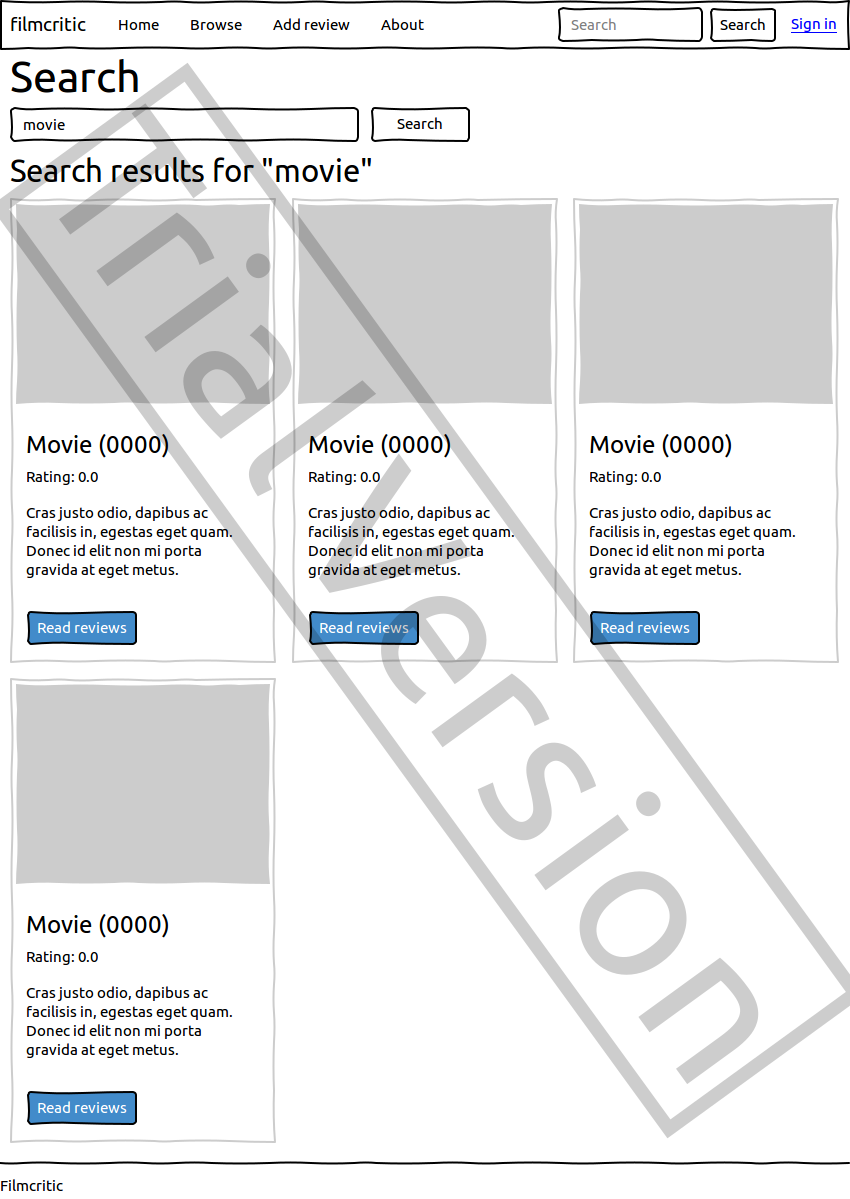 filmcritic Home Browse Add review About Search Search Sign in
Search
movie Search
Search results for "movie"
Movie (0000)
Rating: 0.0
Cras justo odio, dapibus ac
facilisis in, egestas eget quam.
Donec id elit non mi porta
gravida at eget metus.
Read reviews
Movie (0000)
Rating: 0.0
Cras justo odio, dapibus ac
facilisis in, egestas eget quam.
Donec id elit non mi porta
gravida at eget metus.
Read reviews
Movie (0000)
Rating: 0.0
Cras justo odio, dapibus ac
facilisis in, egestas eget quam.
Donec id elit non mi porta
gravida at eget metus.
Read reviews
Movie (0000)
Rating: 0.0
Cras justo odio, dapibus ac
facilisis in, egestas eget quam.
Donec id elit non mi porta
gravida at eget metus.
Read reviews
Filmcritic
Trial Version